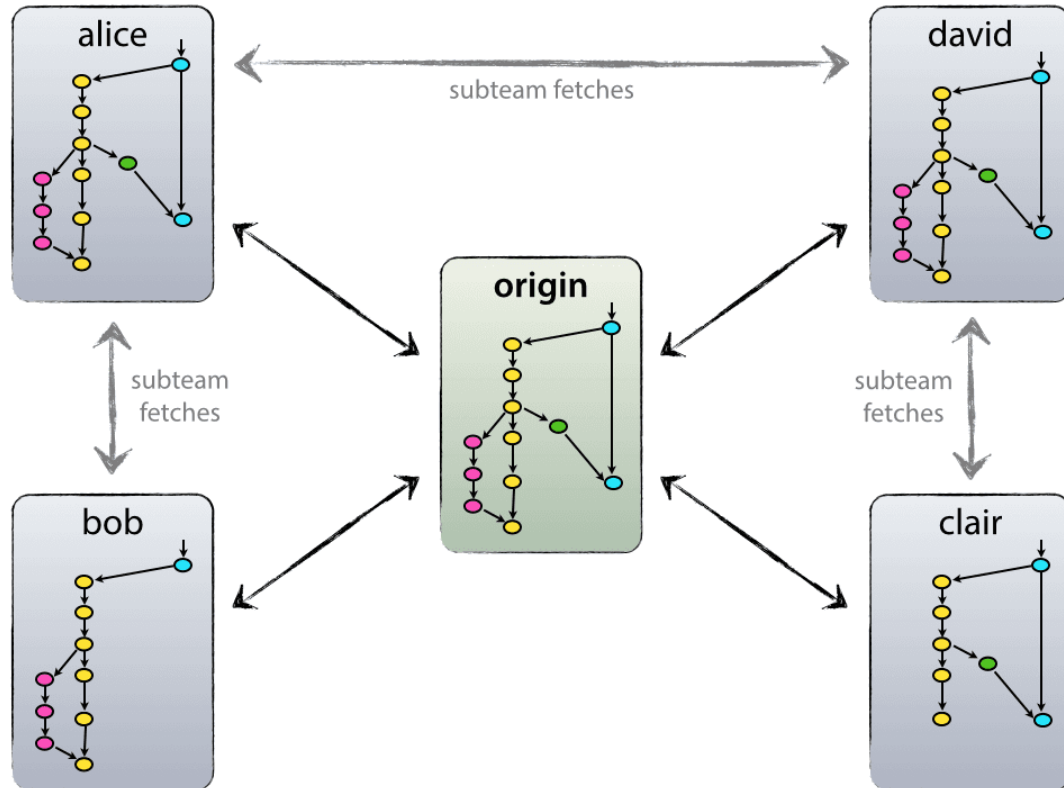 alice
david
subteam fetches
origin
subteam
fetches
subteam
fetches
bob
clair